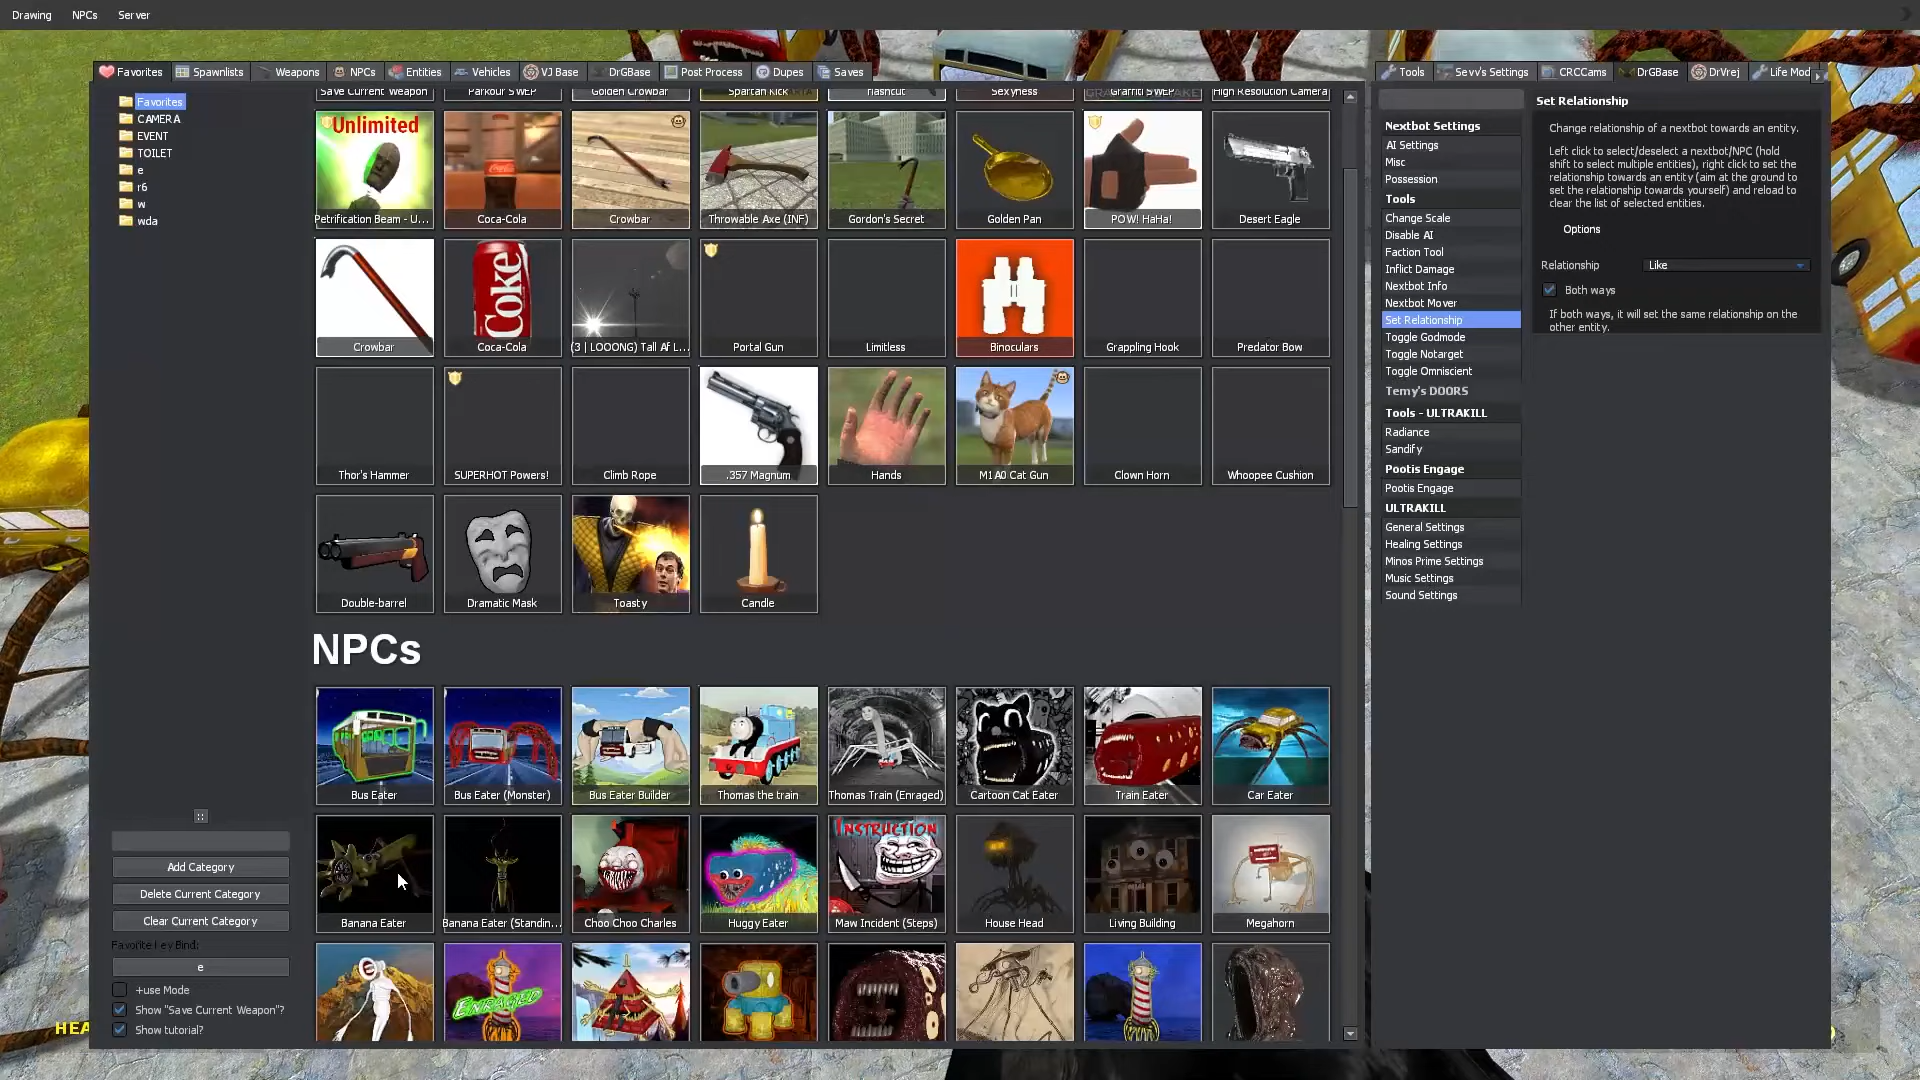 Drawing NPCs Server
Favorites Spawnlists Weapons NPCs Entities Vehicles VJ Base DrGBase Post Process Dupes Saves
Tools Sevv's Settings CRCCams DrGBase DrVrej Life Mod
Favorites
CAMERA
EVENT
TOILET
e
r6
w
wda
Save Current Weapon Parkour SWEP Golden Crowbar Spartan Kick Sexyness Graffiti SWEP High Resolution Camera
Unlimited
Petrification Beam - U... Coca-Cola Crowbar Throwable Axe (INF) Gordon's Secret Golden Pan POW! HaHa! Desert Eagle
Coke
Crowbar Coca-Cola (3 | LOOONG) Tall Af L... Portal Gun Limitless Binoculars Grappling Hook Predator Bow
Thor's Hammer SUPERHOT Powers! Climb Rope .357 Magnum Hands M1A0 Cat Gun Clown Horn Whoopee Cushion
Double-barrel Dramatic Mask Toasty Candle
NPCs
Bus Eater Bus Eater (Monster) Bus Eater Builder Thomas the train Thomas Train (Enraged) Cartoon Cat Eater Train Eater Car Eater
INSTRUCTION
Banana Eater Banana Eater (Standin... Choo Choo Charles Huggy Eater Maw Incident (Steps) House Head Living Building Megahorn
ENRAGED
Add Category
Delete Current Category
Clear Current Category
Favorite Key Bind:
e
+use Mode
Show "Save Current Weapon"?
Show tutorial?
HEA
Nextbot Settings
AI Settings
Misc
Possession
Tools
Change Scale
Disable AI
Faction Tool
Inflict Damage
Nextbot Info
Nextbot Mover
Set Relationship
Toggle Godmode
Toggle Notarget
Toggle Omniscient
Temy's DOORS
Tools - ULTRAKILL
Radiance
Sandify
Pootis Engage
Pootis Engage
ULTRAKILL
General Settings
Healing Settings
Minos Prime Settings
Music Settings
Sound Settings
Set Relationship
Change relationship of a nextbot towards an entity.
Left click to select/deselect a nextbot/NPC (hold
shift to select multiple entities), right click to set the
relationship towards an entity (aim at the ground to
set the relationship towards yourself) and reload to
clear the list of selected entities.
Options
Relationship Like
Both ways
If both ways, it will set the same relationship on the
other entity.